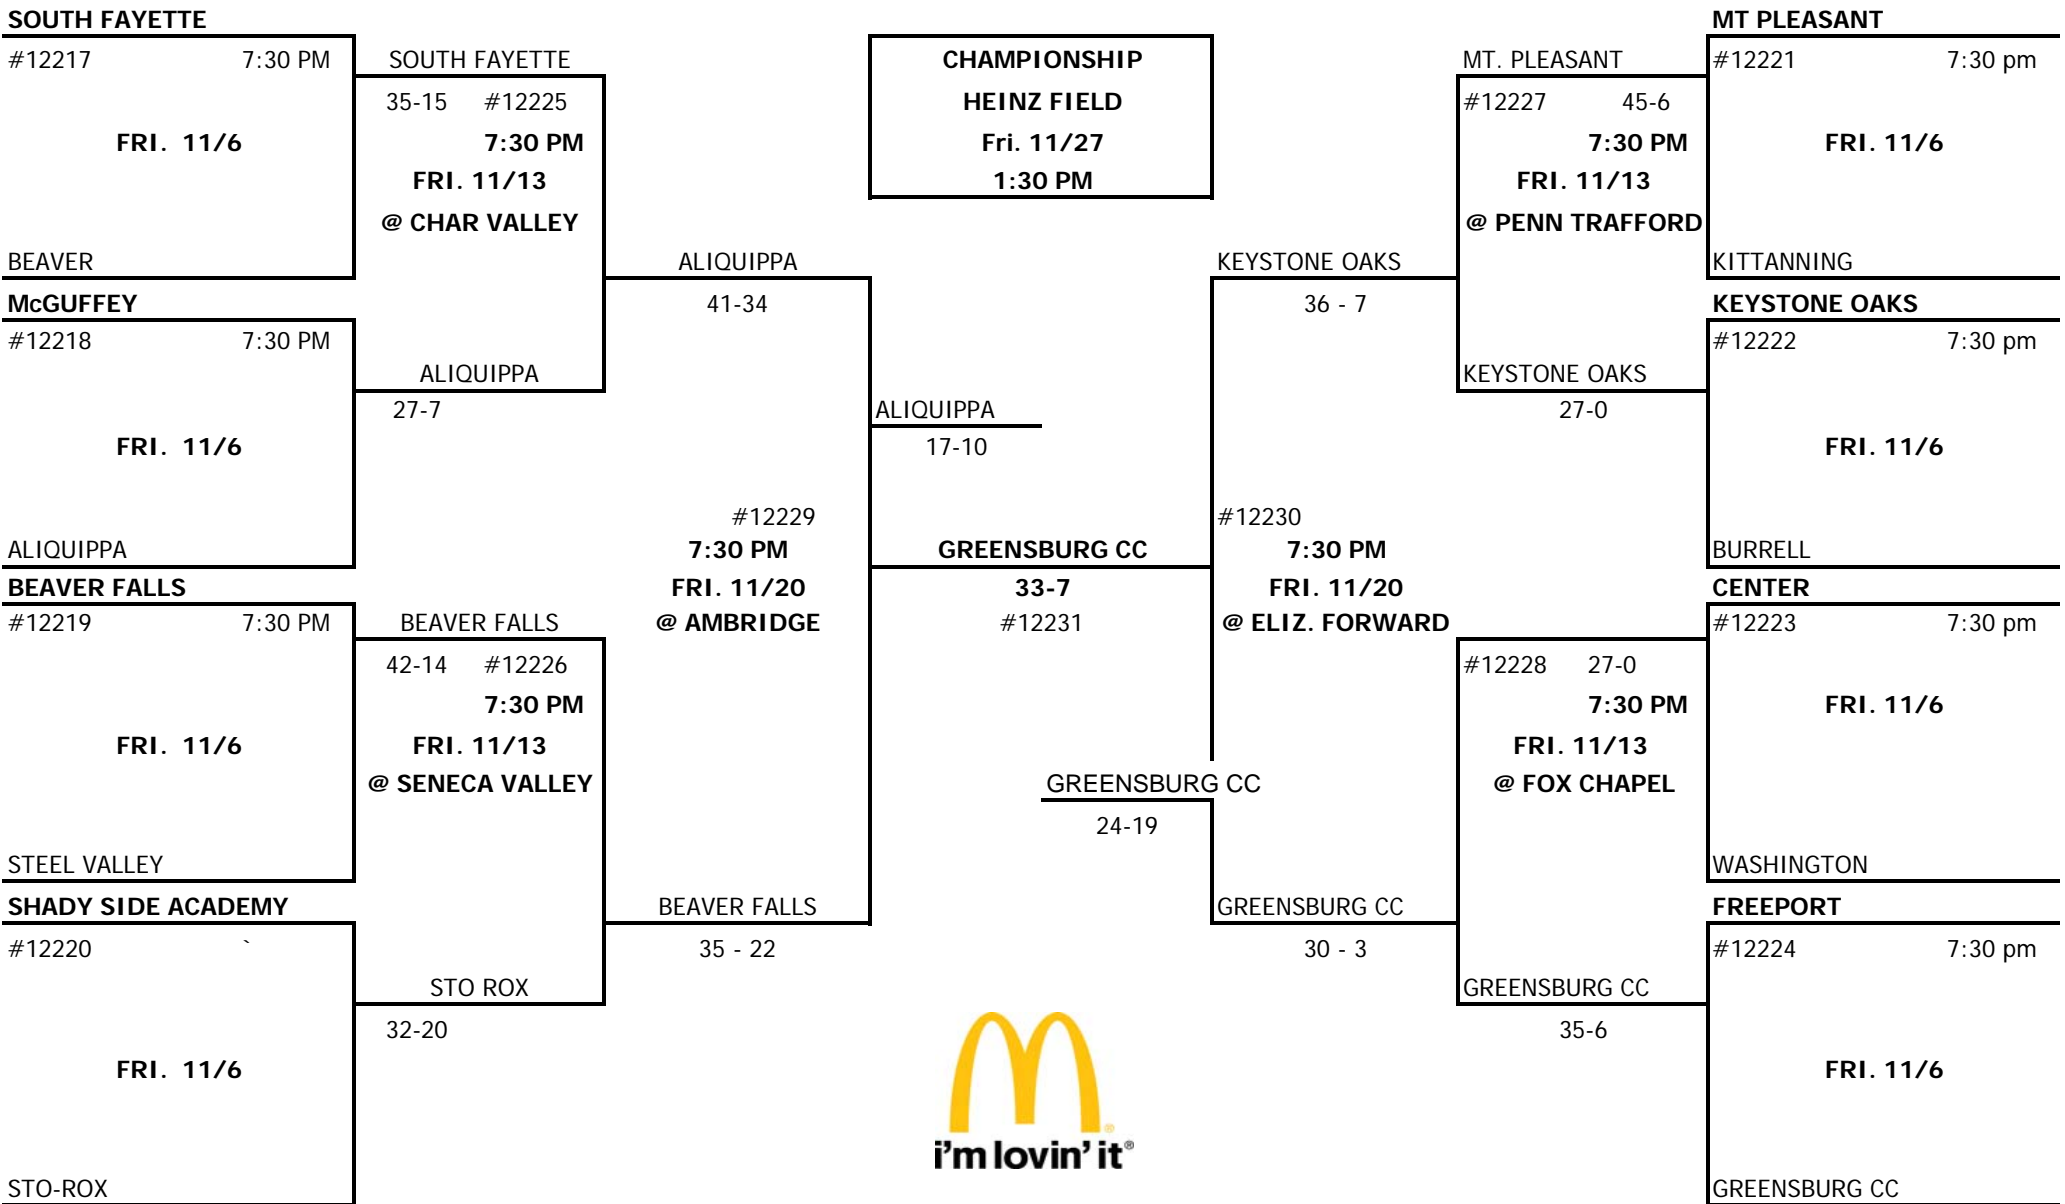 SOUTH FAYETTE
MT PLEASANT
#12217 7:30 PM
SOUTH FAYETTE
CHAMPIONSHIP
MT. PLEASANT
#12221 7:30 pm
35-15 #12225
HEINZ FIELD
#12227 45-6
FRI. 11/6
7:30 PM
Fri. 11/27
7:30 PM
FRI. 11/6
FRI. 11/13
1:30 PM
FRI. 11/13
@ CHAR VALLEY
@ PENN TRAFFORD
BEAVER
ALIQUIPPA
KEYSTONE OAKS
KITTANNING
McGUFFEY
41-34
36 - 7
KEYSTONE OAKS
#12218 7:30 PM
#12222 7:30 pm
ALIQUIPPA
KEYSTONE OAKS
27-7
ALIQUIPPA
27-0
FRI. 11/6
17-10
FRI. 11/6
#12229
#12230
ALIQUIPPA
7:30 PM
GREENSBURG CC
7:30 PM
BURRELL
BEAVER FALLS
FRI. 11/20
33-7
FRI. 11/20
CENTER
#12219 7:30 PM
BEAVER FALLS
@ AMBRIDGE
#12231
@ ELIZ. FORWARD
#12223 7:30 pm
42-14 #12226
#12228 27-0
7:30 PM
7:30 PM
FRI. 11/6
FRI. 11/13
FRI. 11/13
FRI. 11/6
@ SENECA VALLEY
GREENSBURG CC
@ FOX CHAPEL
24-19
STEEL VALLEY
WASHINGTON
SHADY SIDE ACADEMY
BEAVER FALLS
GREENSBURG CC
FREEPORT
#12220 `
35 - 22
30 - 3
#12224 7:30 pm
STO ROX
GREENSBURG CC
32-20
35-6
FRI. 11/6
FRI. 11/6
i'm lovin' it®
STO-ROX
GREENSBURG CC